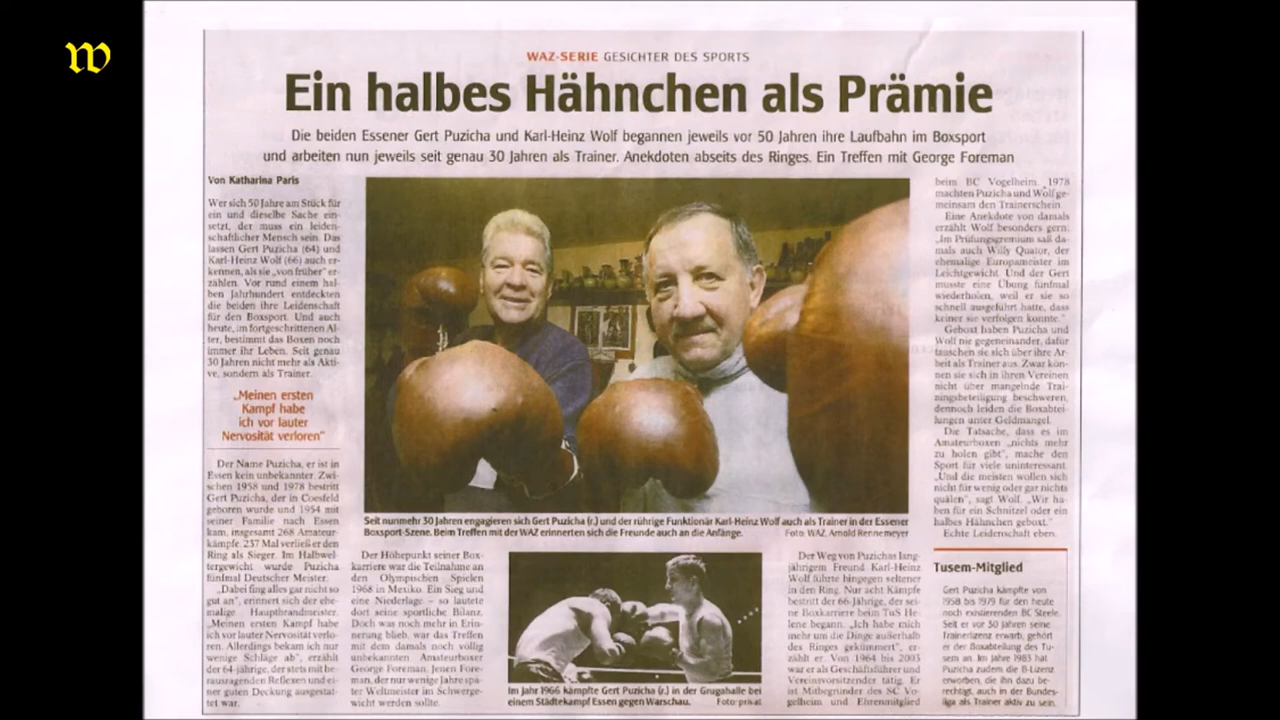 W
WAZ-SERIE GESICHTER DES SPORTS
Ein halbes Hähnchen als Prämie
Die beiden Essener Gert Puzicha und Karl-Heinz Wolf begannen jeweils vor 50 Jahren ihre Laufbahn im Boxsport
und arbeiten nun jeweils seit genau 30 Jahren als Trainer. Anekdoten abseits des Ringes. Ein Treffen mit George Foreman
Von Katharina Paris
Wer sich 50 Jahre am Stück für
ein und dieselbe Sache ein-
setzt, der muss ein leiden-
schaftlicher Mensch sein. Das
lassen Gert Puzicha (64) und
Karl-Heinz Wolf (66) auch er-
kennen, als sie „von früher" er-
zählen. Vor rund einem hal-
ben Jahrhundert entdeckten
die beiden ihre Leidenschaft
für den Boxsport. Und auch
heute, im fortgeschrittenen Al-
ter, bestimmt das Boxen noch
immer ihr Leben. Seit genau
30 Jahren nicht mehr als Akti-
ve, sondern als Trainer.
„Meinen ersten
Kampf habe
ich vor lauter
Nervosität verloren"
Der Name Puzicha, er ist in
Essen kein unbekannter. Zwi-
schen 1958 und 1978 bestritt
Gert Puzicha, der in Coesfeld
geboren wurde und 1954 mit
seiner Familie nach Essen
kam, insgesamt 268 Amateur-
kämpfe. 237 Mal verließ er den
Ring als Sieger. Im Halbwel-
tergewicht wurde Puzicha
fünfmal Deutscher Meister.
„Dabei fing alles gar nicht so
gut an", erinnert sich der ehe-
malige Hauptbrandmeister.
„Meinen ersten Kampf habe
ich vor lauter Nervosität verlo-
ren. Allerdings bekam ich nur
wenige Schläge ab", erzählt
der 64-jährige, der stets mit he-
rausragenden Reflexen und ei-
ner guten Deckung ausgestat-
tet war.
Seit nunmehr 30 Jahren engagieren sich Gert Puzicha (r.) und der rührige Funktionär Karl-Heinz Wolf auch als Trainer in der Essener
Boxsport-Szene. Beim Treffen mit der WAZ erinnerten sich die Freunde auch an die Anfänge. Foto: WAZ, Arnold Rennemeyer
Der Höhepunkt seiner Box-
karriere war die Teilnahme an
den Olympischen Spielen
1968 in Mexiko. Ein Sieg und
eine Niederlage – so lautete
dort seine sportliche Bilanz.
Doch was noch mehr in Erin-
nerung blieb, war das Treffen
mit dem damals noch völlig
unbekannten Amateurboxer
George Foreman. Jenen Fore-
man, der nur wenige Jahre spä-
ter Weltmeister im Schwerge-
wicht werden sollte.
Im Jahr 1966 kämpfte Gert Puzicha (r.) in der Grugahalle bei
einem Städtekampf Essen gegen Warschau. Foto: privat
Der Weg von Puzichas lang-
jährigem Freund Karl-Heinz
Wolf führte hingegen seltener
in den Ring. Nur acht Kämpfe
bestritt der 66-Jährige, der sei-
ne Boxkarriere beim TuS He-
lene begann. „Ich habe mich
mehr um die Dinge außerhalb
des Ringes gekümmert", er-
zählt er. Von 1964 bis 2005
war er als Geschäftsführer und
Vereinsvorsitzender tätig. Er
ist Mitbegründer des SC Vo-
gelheim und Ehrenmitglied
beim BC Vogelheim. 1978
machten Puzicha und Wolf ge-
meinsam den Trainerschein.
Eine Anekdote von damals
erzählt Wolf besonders gern:
„Im Prüfungsgremium saß da-
mals auch Willy Quator, der
ehemalige Europameister im
Leichtgewicht. Und der Gert
musste eine Übung fünfmal
wiederholen, weil er sie so
schnell ausgeführt hatte, dass
keiner sie verfolgen konnte."
Geboxt haben Puzicha und
Wolf nie gegeneinander, dafür
tauschen sie sich über ihre Ar-
beit als Trainer aus. Zwar kön-
nen sie sich in ihren Vereinen
nicht über mangelnde Trai-
ningsbeteiligung beschweren,
dennoch leiden die Boxabtei-
lungen unter Geldmangel.
Die Tatsache, dass es im
Amateurboxen „nichts mehr
zu holen gibt", mache den
Sport für viele uninteressant.
„Und die meisten wollen sich
nicht für wenig oder gar nichts
quälen", sagt Wolf. „Wir ha-
ben für ein Schnitzel oder ein
halbes Hähnchen geboxt."
Echte Leidenschaft eben.
Tusem-Mitglied
Gert Puzicha kämpfte von
1958 bis 1979 für den heute
noch existierenden BC Steele.
Seit er vor 30 Jahren seine
Trainerlizenz erwarb, gehört
er der Boxabteilung des Tu-
sem an. Im Jahre 1983 hat
Puzicha zudem die B-Lizenz
erworben, die ihn dazu be-
rechtigt, auch in der Bundes-
liga als Trainer aktiv zu sein.